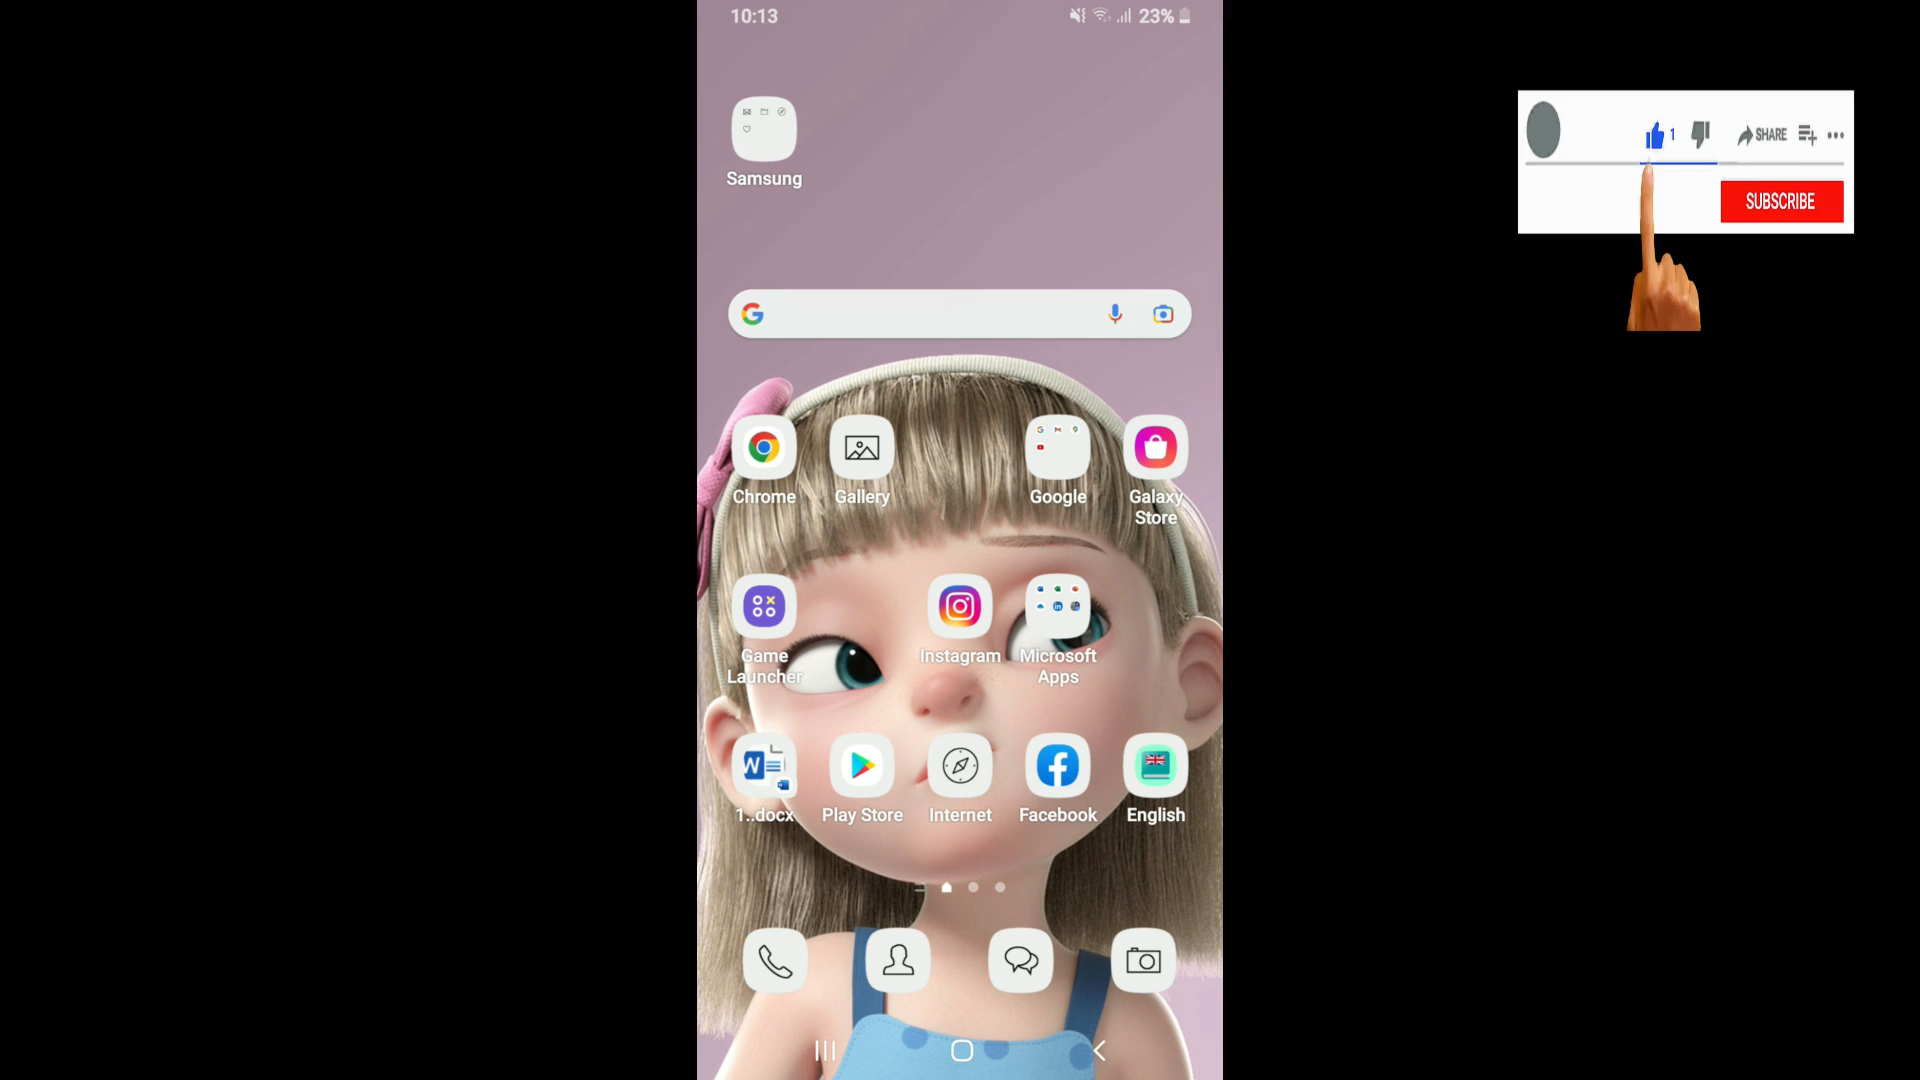 10:13
23%
1
SHARE
SUBSCRIBE
Samsung
Chrome
Gallery
Google
Galaxy
Store
Game
Launcher
Instagram
Microsoft
Apps
1..docx
Play Store
Internet
Facebook
English